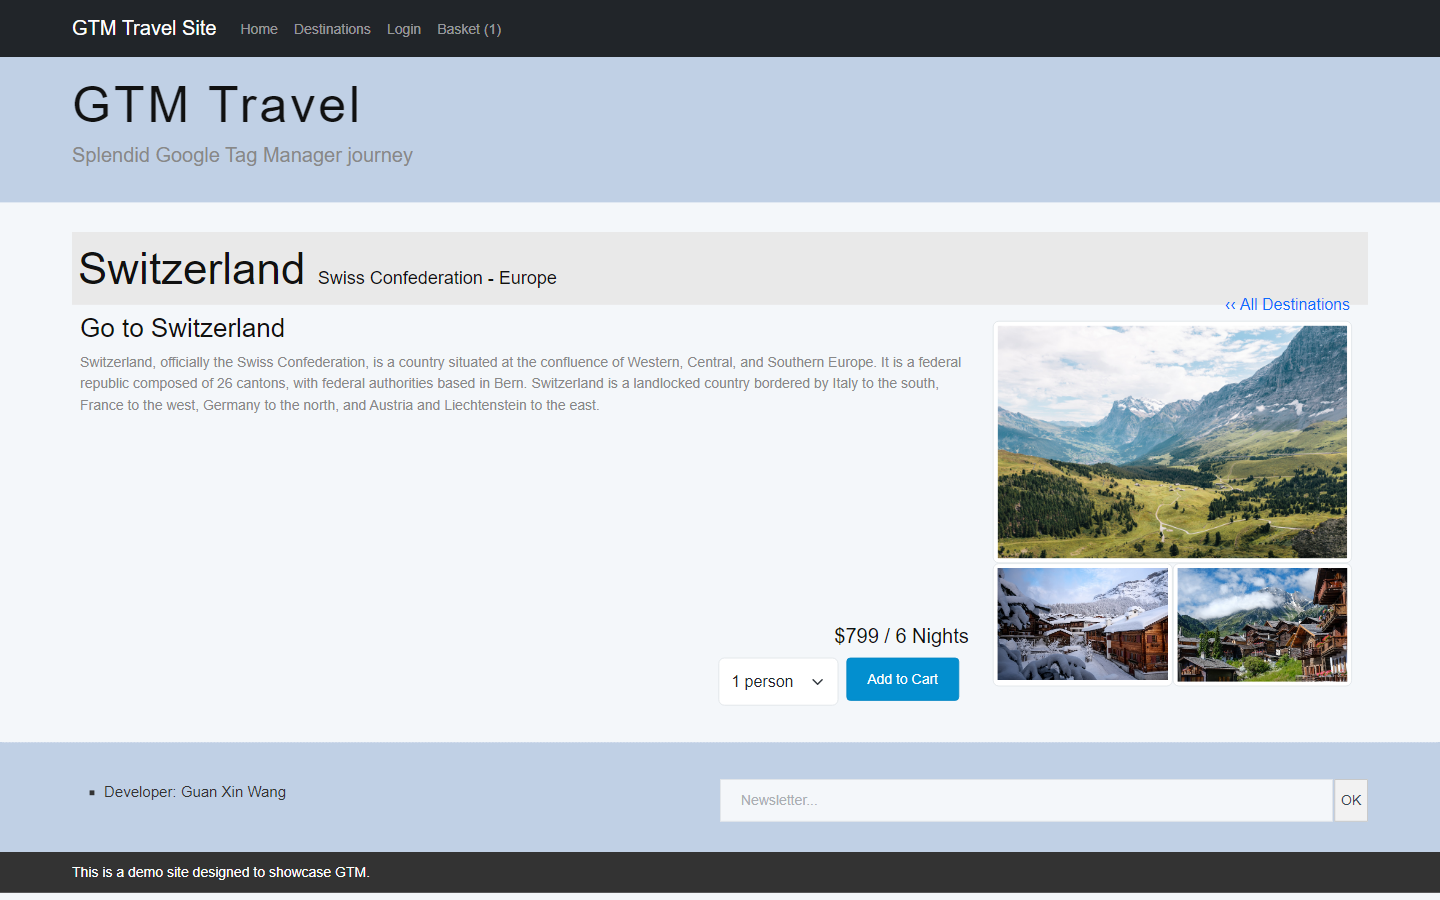 GTM Travel Site Home Destinations Login Basket (1)
GTM Travel
Splendid Google Tag Manager journey
Switzerland Swiss Confederation - Europe
‹‹ All Destinations
Go to Switzerland
Switzerland, officially the Swiss Confederation, is a country situated at the confluence of Western, Central, and Southern Europe. It is a federal
republic composed of 26 cantons, with federal authorities based in Bern. Switzerland is a landlocked country bordered by Italy to the south,
France to the west, Germany to the north, and Austria and Liechtenstein to the east.
$799 / 6 Nights
1 person Add to Cart
Developer: Guan Xin Wang
Newsletter... OK
This is a demo site designed to showcase GTM.